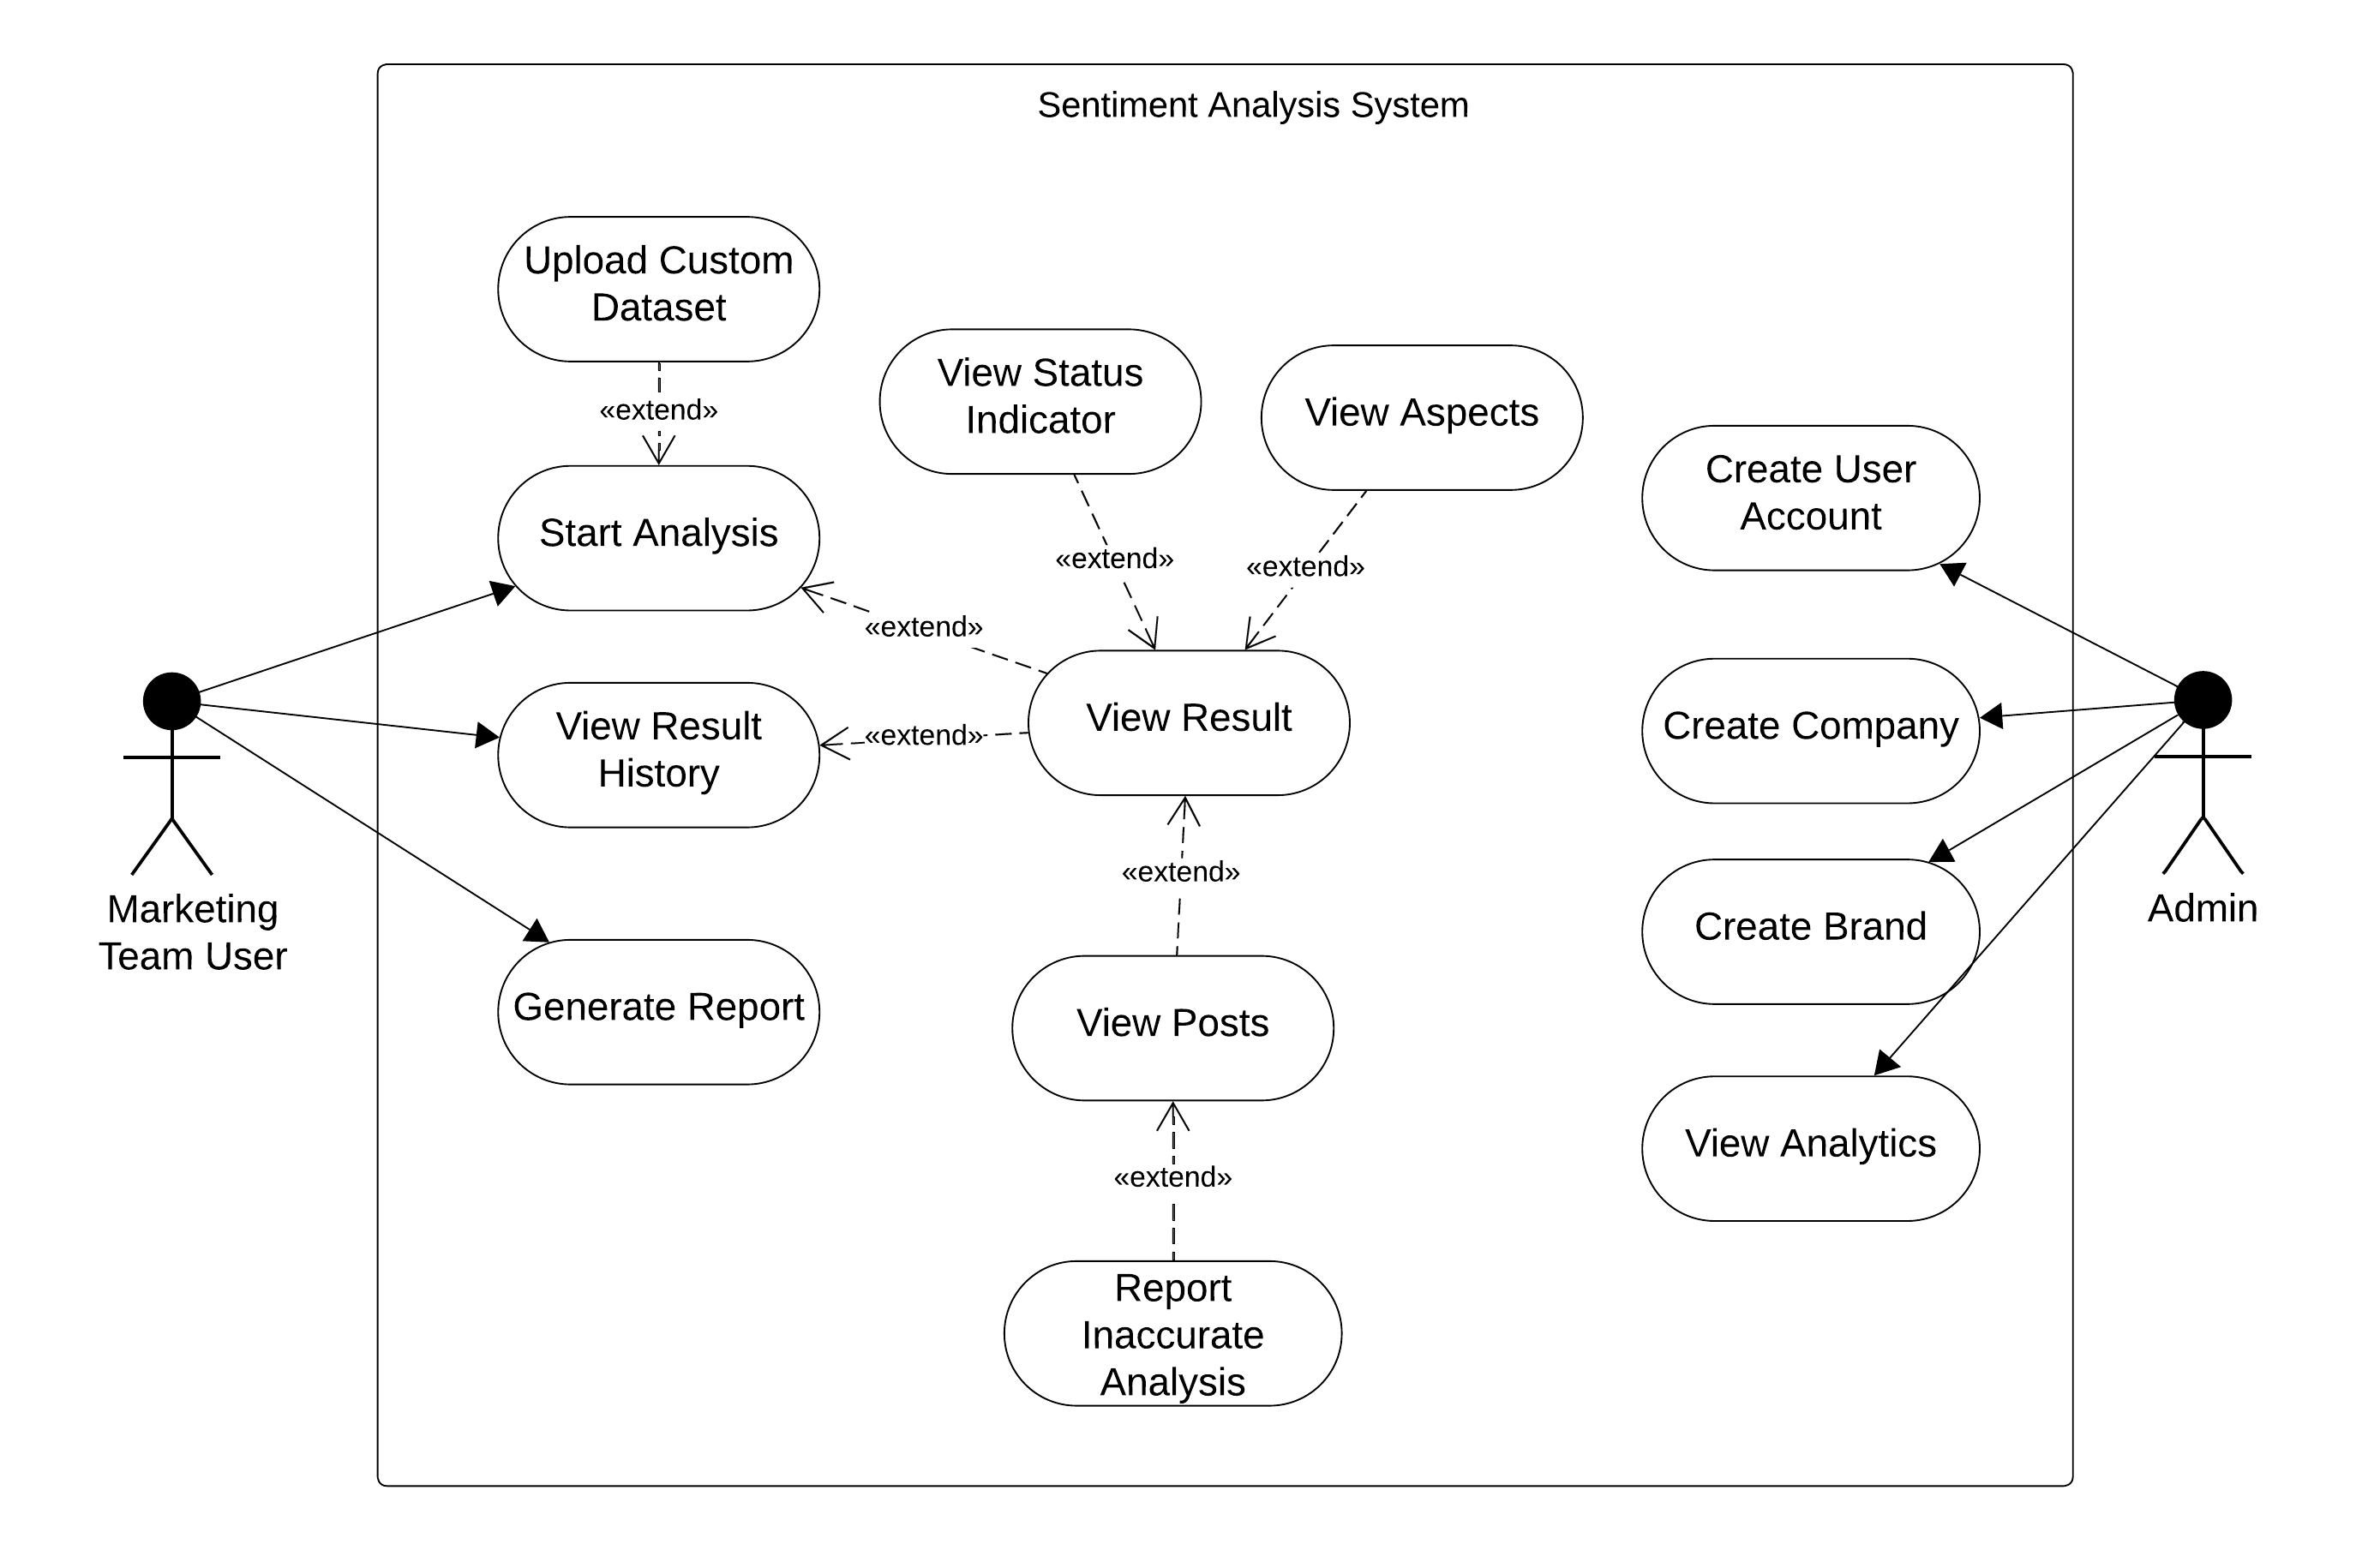 Sentiment Analysis System
Upload Custom
Dataset
«extend»
Start Analysis
View Status
Indicator
View Aspects
«extend»
«extend»
«extend»
View Result
History
«extend»
View Result
Generate Report
«extend»
View Posts
«extend»
Report
Inaccurate
Analysis
Create User
Account
Create Company
Create Brand
View Analytics
Marketing
Team User
Admin